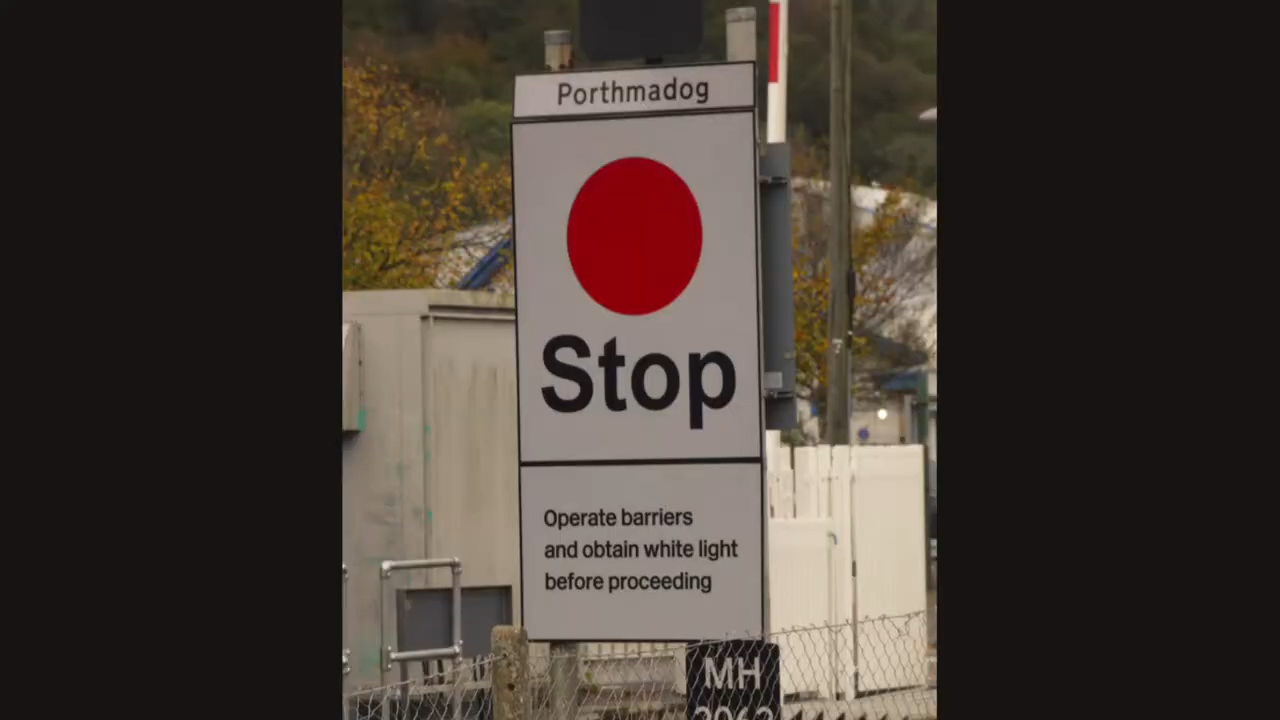 Porthmadog
Stop
Operate barriers
and obtain white light
before proceeding
MH